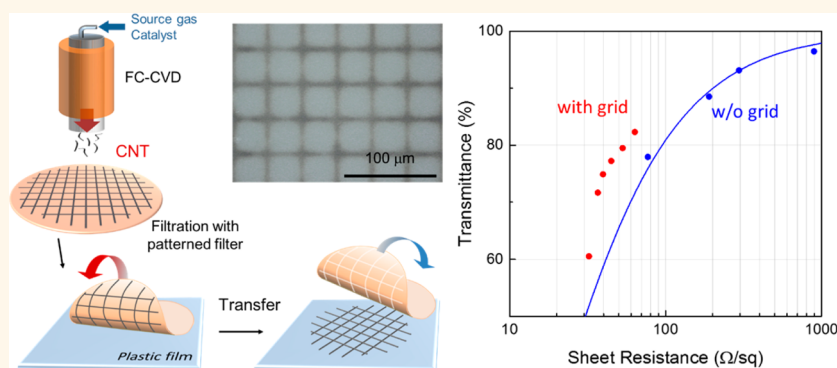 Source gas
Catalyst
FC-CVD
CNT
Filtration with
patterned filter
Transfer
Plastic film
100 μm
with grid
w/o grid
100
80
60
10
100
1000
Transmittance (%)
Sheet Resistance (Ω/sq)